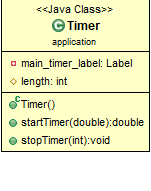 <<Java Class>>
Timer
application
main_timer_label: Label
length: int
Timer()
startTimer(double):double
stopTimer(int):void